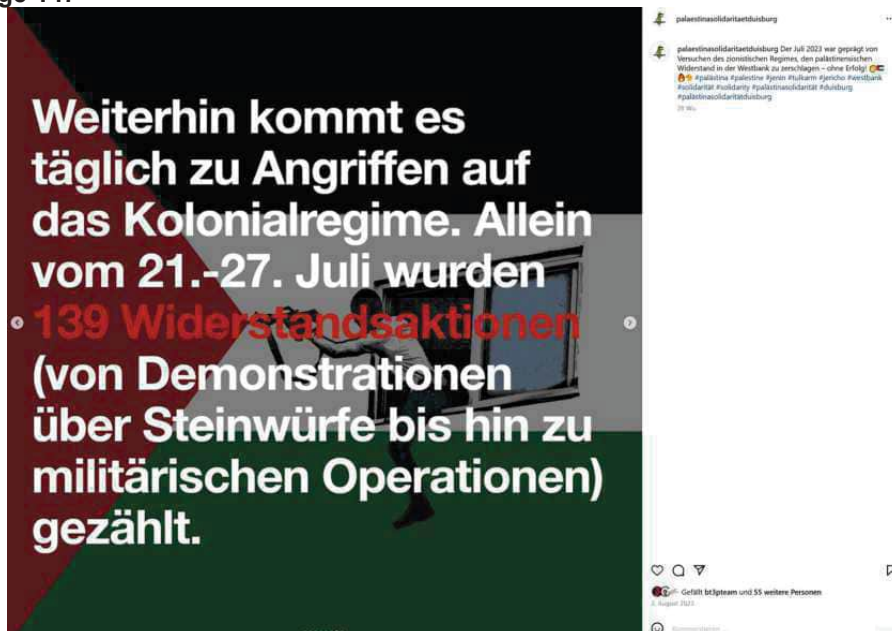 Weiterhin kommt es
täglich zu Angriffen auf
das Kolonialregime. Allein
vom 21.-27. Juli wurden
139 Widerstandsaktionen
(von Demonstrationen
über Steinwürfe bis hin zu
militärischen Operationen)
gezählt.
palaestinasolidaritaetduisburg
palaestinasolidaritaetduisburg Der Juli 2023 war geprägt von
Versuchen des zionistischen Regimes, den palästinensischen
Widerstand in der Westbank zu zerschlagen – ohne Erfolg!
#palästina #palestine #jenin #tulkarm #jericho #westbank
#solidarität #solidarity #palästinasolidarität #duisburg
#palästinasolidaritätduisburg
Gefällt bt3pteam und 55 weitere Personen
2. August 2023
Kommentieren